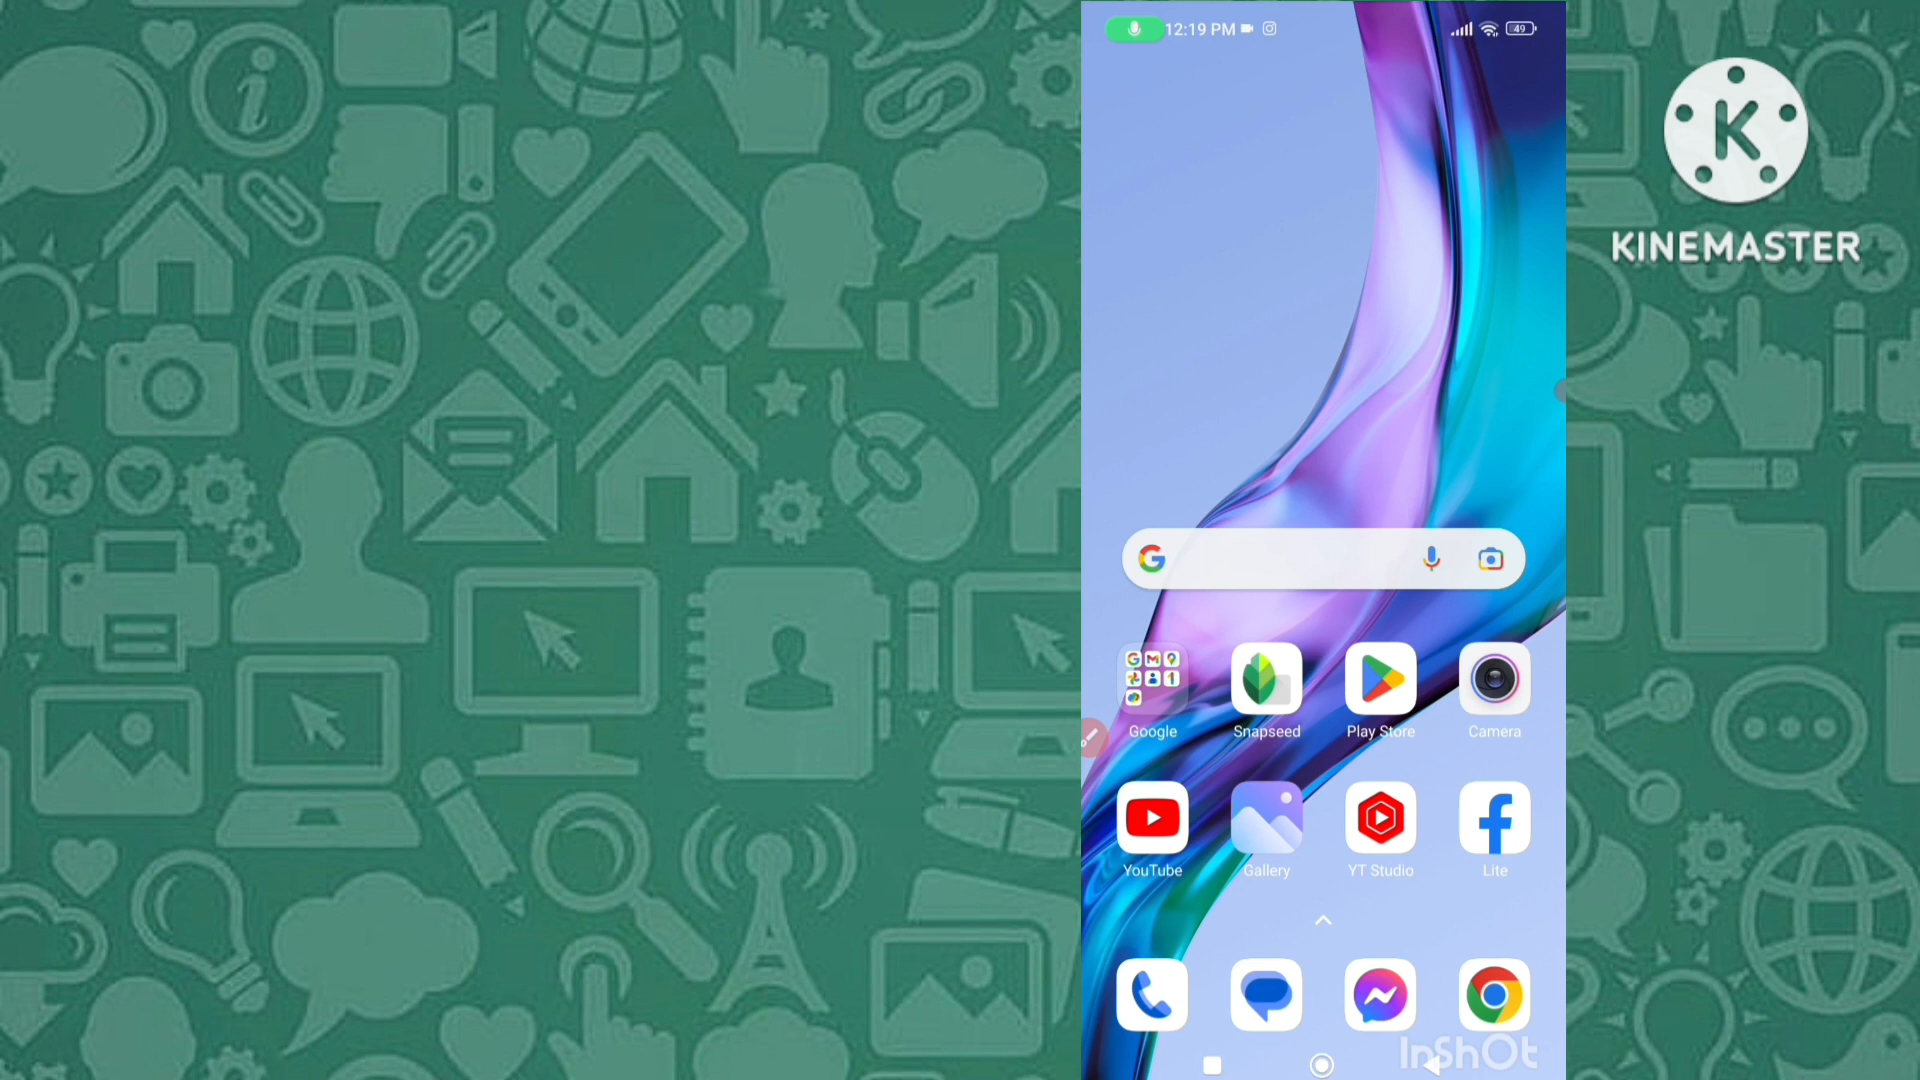 12:19 PM
49
K
KINEMASTER
Google
Snapseed
Play Store
Camera
YouTube
Gallery
YT Studio
Lite
InShOt